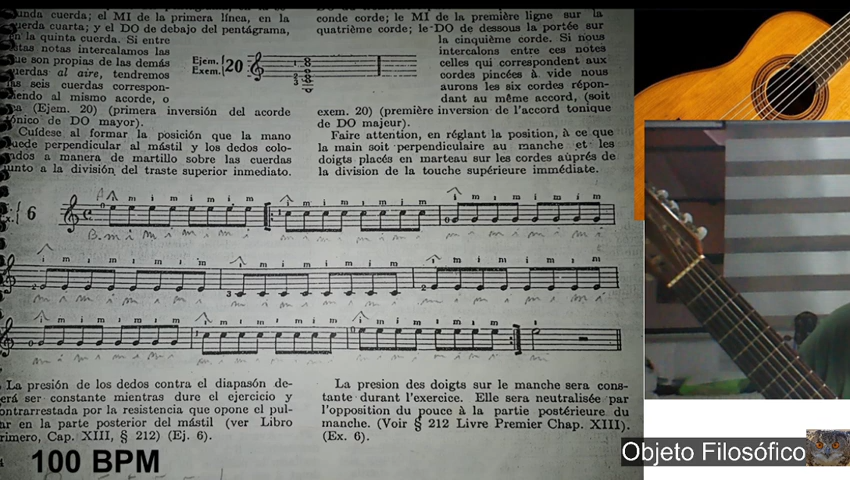 cuerda; el MI de la primera línea, en la
cuerda cuarta; y el DO de debajo del pentágrama,
la quinta cuerda. Si entre
notas intercalamos las
que son propias de las demás
cuerdas al aire, tendremos
las seis cuerdas correspon-
diendo al mismo acorde, o
(Ejem. 20) (primera inversión del acorde
tónico de DO mayor).
Cuídese al formar la posición que la mano
quede perpendicular al mástil y los dedos colo-
cados a manera de martillo sobre las cuerdas
junto a la división del traste superior inmediato.
Ejem.
Exem.
20
conde corde; le MI de la première ligne sur la
quatrième corde; le DO de dessous la portée sur
la cinquième corde. Si nous
intercalons entre ces notes
celles qui correspondent aux
cordes pincées à vide nous
aurons les six cordes répon-
dant au même accord, (soit
exem. 20) (première inversion de l'accord tonique
de DO majeur).
Faire attention, en réglant la position, à ce que
la main soit perpendiculaire au manche et les
doigts placés en marteau sur les cordes aùprès de
la division de la touche supérieure immédiate.
6
La presión de los dedos contra el diapasón de-
berá ser constante mientras dure el ejercicio y
contrarrestada por la resistencia que opone el pul-
gar en la parte posterior del mástil (ver Libro
Primero, Cap. XIII, § 212) (Ej. 6).
La presion des doigts sur le manche sera cons-
tante durant l'exercice. Elle sera neutralisée par
l'opposition du pouce à la partie postérieure du
manche. (Voir § 212 Livre Premier Chap. XIII).
(Ex. 6).
100 BPM
Objeto Filosófico